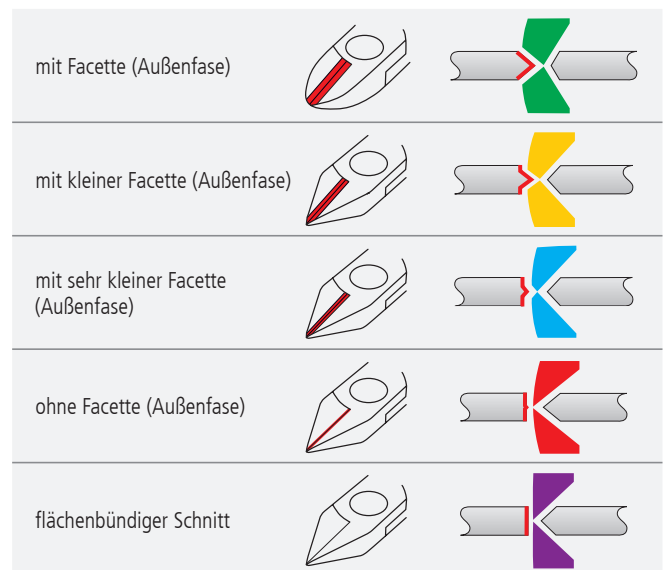 mit Facette (Außenfase)
mit kleiner Facette (Außenfase)
mit sehr kleiner Facette
(Außenfase)
ohne Facette (Außenfase)
flächenbündiger Schnitt